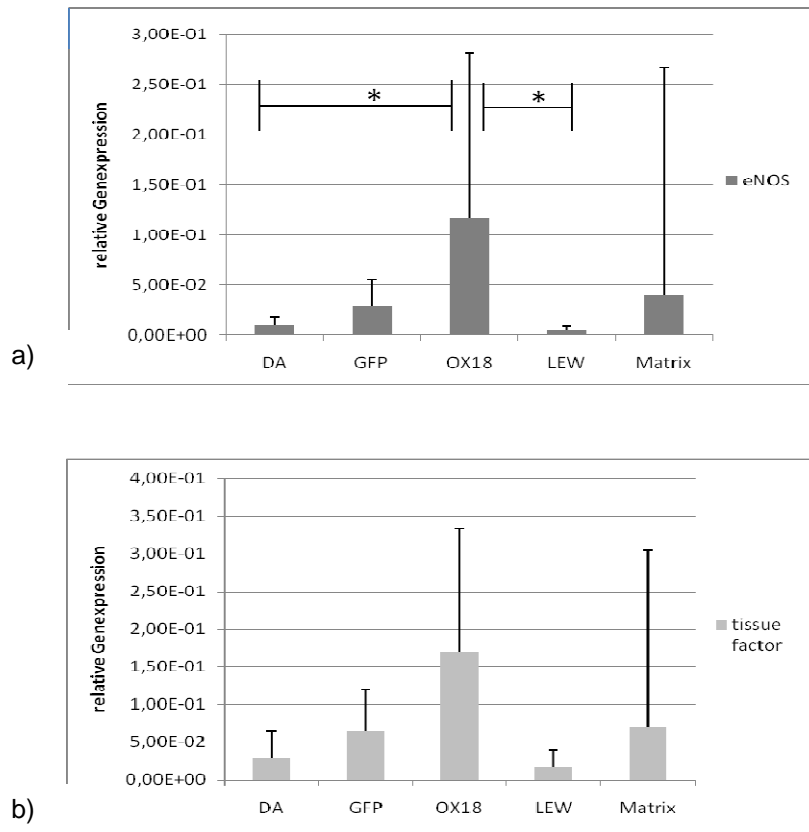 3,00E-01
2,50E-01
2,00E-01
1,50E-01
1,00E-01
5,00E-02
0,00E+00
relative Genexpression
* *
DA GFP OX18 LEW Matrix
eNOS
a)
4,00E-01
3,50E-01
3,00E-01
2,50E-01
2,00E-01
1,50E-01
1,00E-01
5,00E-02
0,00E+00
relative Genexpression
DA GFP OX18 LEW Matrix
tissue
factor
b)